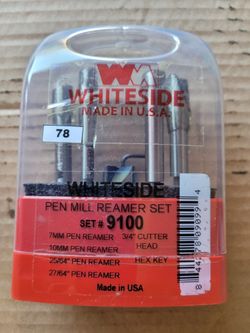 WHITESIDE
MADE IN U.S.A.
78
WHITESIDE
PEN MILL REAMER SET
SET # 9100
7MM PEN REAMER 3/4" CUTTER
10MM PEN REAMER HEAD
25/64" PEN REAMER HEX KEY
27/64" PEN REAMER
Made in USA